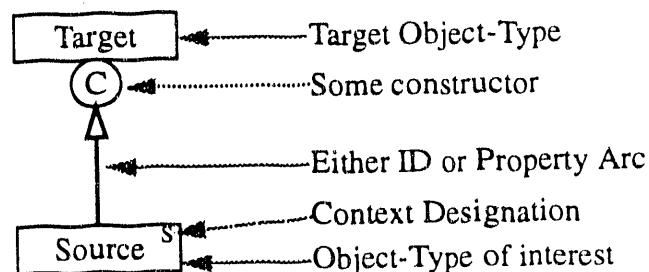 Target
Target Object-Type
C
Some constructor
Either ID or Property Arc
S
Context Designation
Source
Object-Type of interest